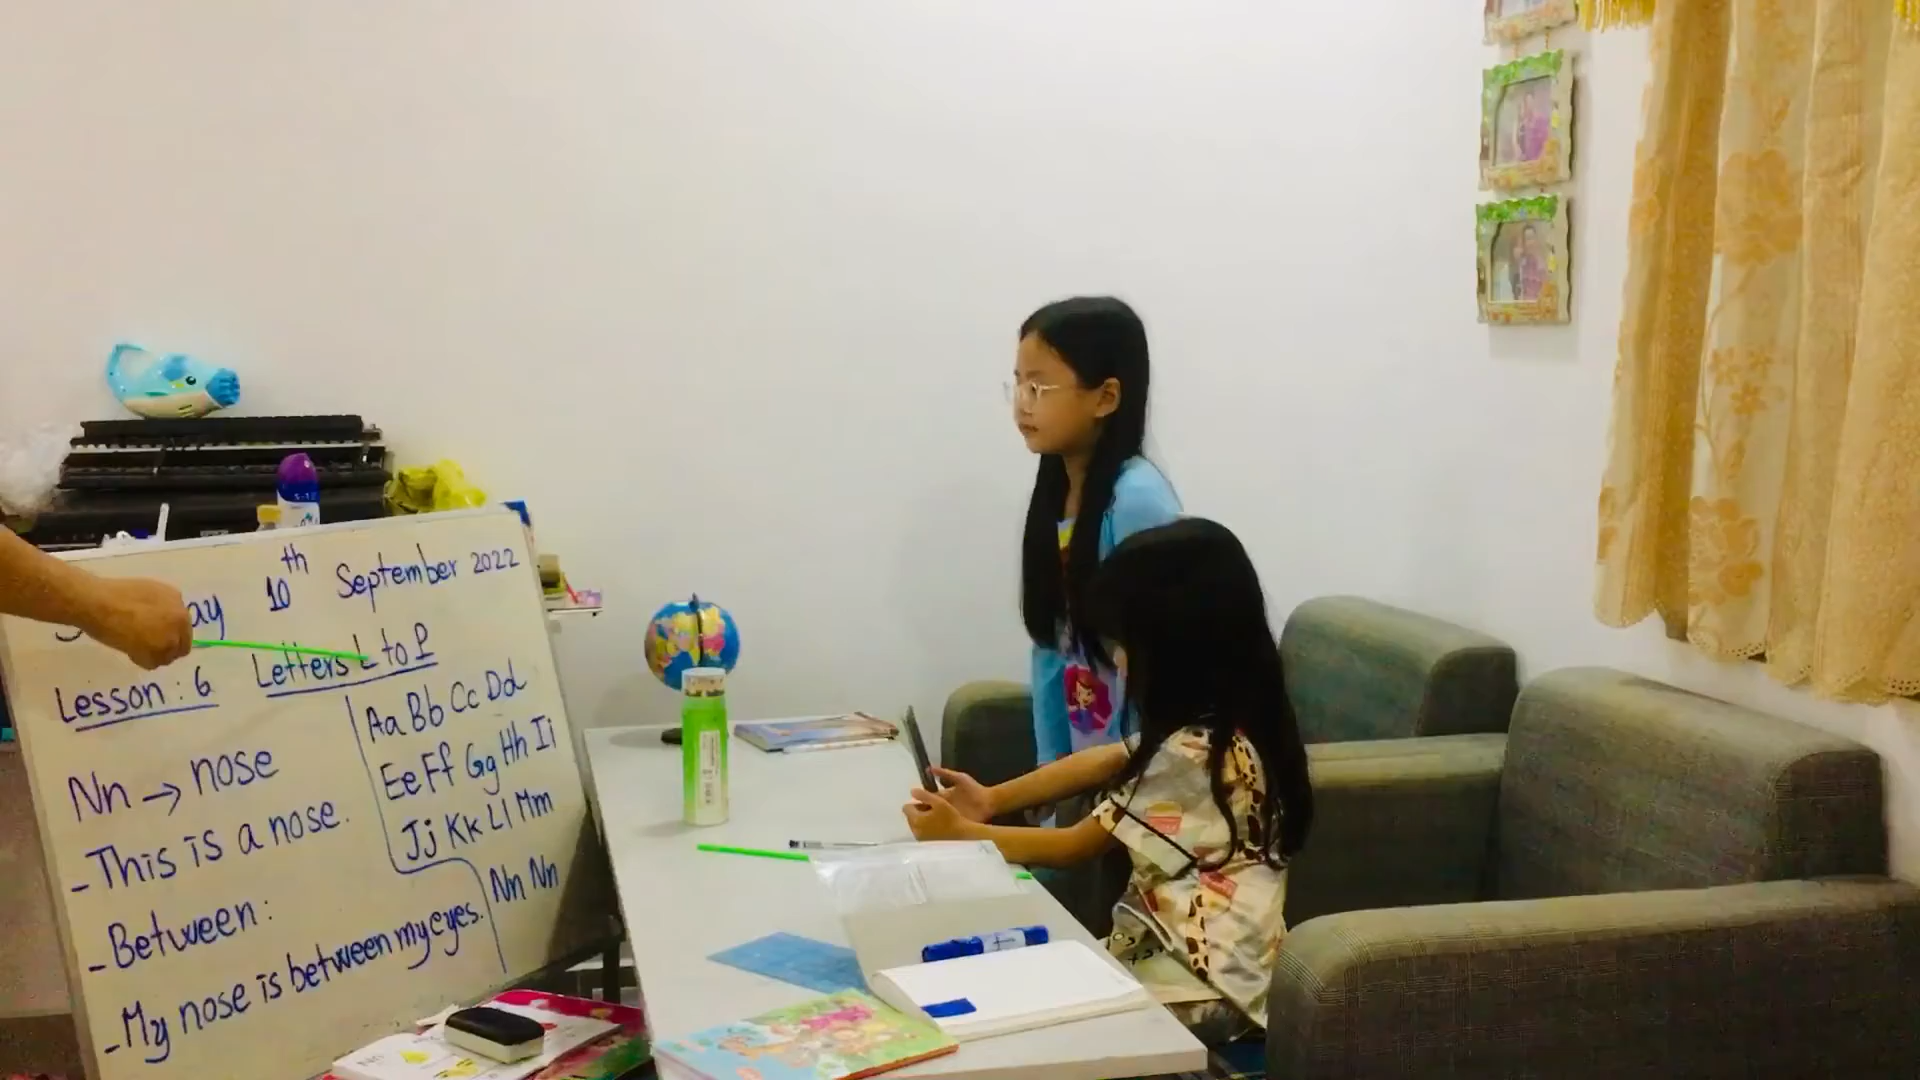 10th September 2022
Lesson : 6 Letters L to P
Nn → nose
- This is a nose.
- Between :
- My nose is between my eyes.
Aa Bb Cc Dd
Ee Ff Gg Hh Ii
Jj Kk Ll Mm
Nn Nn